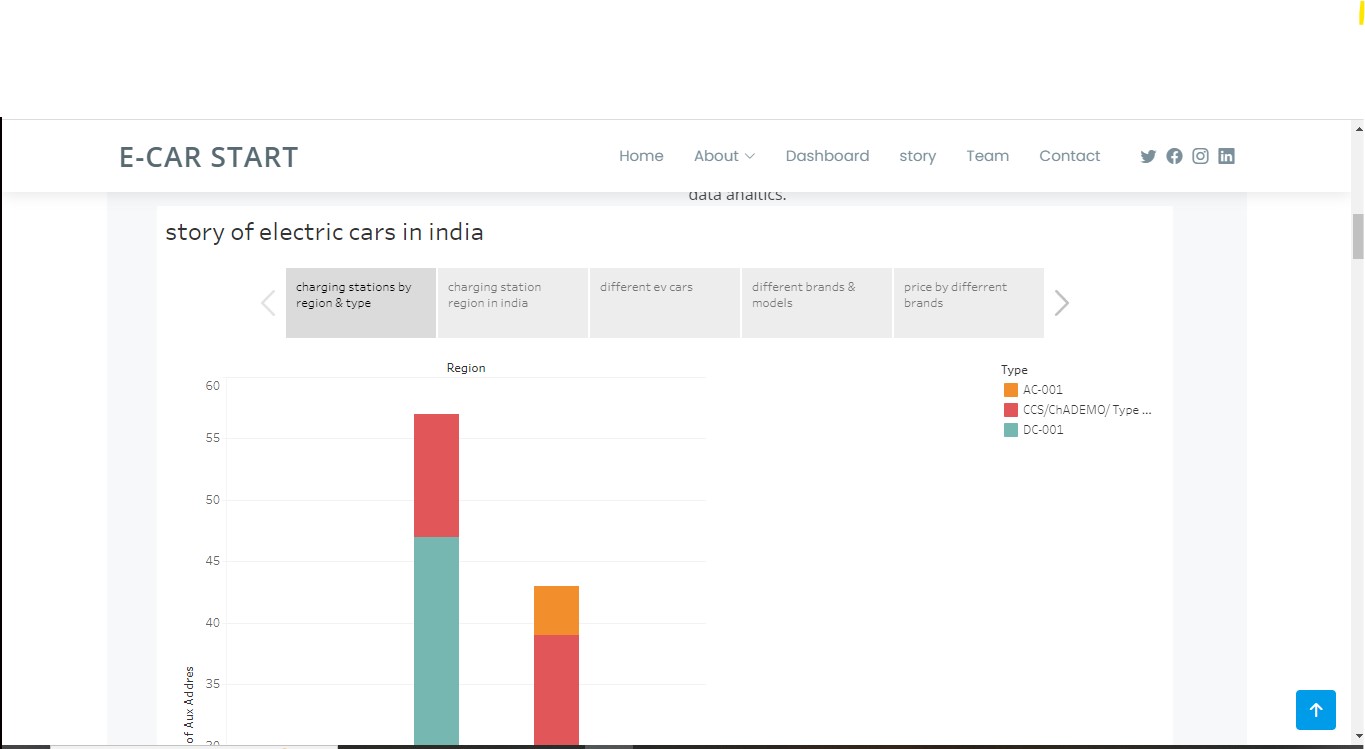 E-CAR START
Home About Dashboard story Team Contact
data analtics.
story of electric cars in india
charging stations by
region & type
charging station
region in india
different ev cars
different brands &
models
price by differrent
brands
Region
Type
AC-001
CCS/ChADEMO/ Type ...
DC-001
60
55
50
45
40
35
30
of Aux Addres